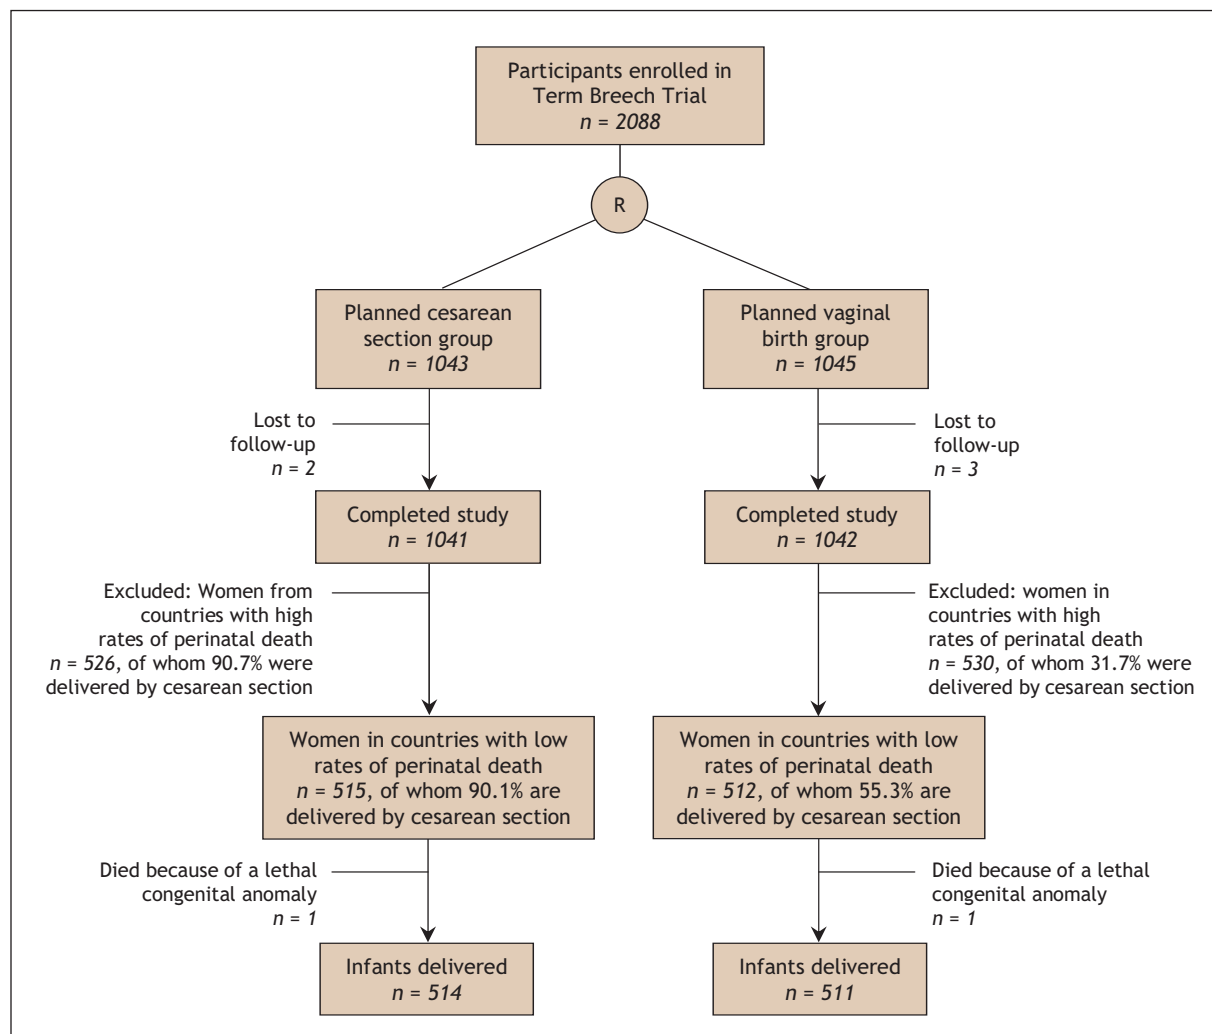 Participants enrolled in
Term Breech Trial
n = 2088
R
Planned cesarean
section group
n = 1043
Planned vaginal
birth group
n = 1045
Lost to
follow-up
n = 2
Lost to
follow-up
n = 3
Completed study
n = 1041
Completed study
n = 1042
Excluded: Women from
countries with high
rates of perinatal death
n = 526, of whom 90.7% were
delivered by cesarean section
Excluded: women in
countries with high
rates of perinatal death
n = 530, of whom 31.7% were
delivered by cesarean section
Women in countries with low
rates of perinatal death
n = 515, of whom 90.1% are
delivered by cesarean section
Women in countries with low
rates of perinatal death
n = 512, of whom 55.3% are
delivered by cesarean section
Died because of a lethal
congenital anomaly
n = 1
Died because of a lethal
congenital anomaly
n = 1
Infants delivered
n = 514
Infants delivered
n = 511